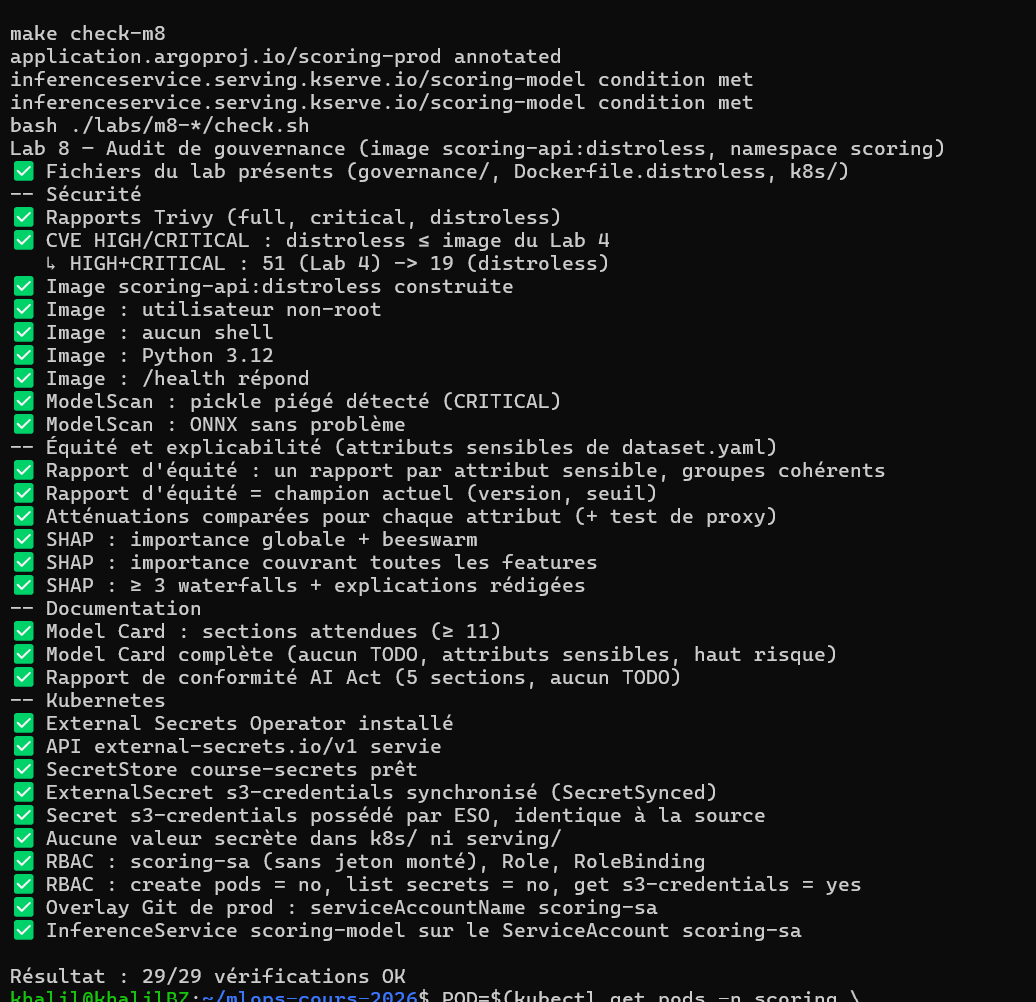 make check-m8
application.argoproj.io/scoring-prod annotated
inferenceservice.serving.kserve.io/scoring-model condition met
inferenceservice.serving.kserve.io/scoring-model condition met
bash ./labs/m8-*/check.sh
Lab 8 — Audit de gouvernance (image scoring-api:distroless, namespace scoring)
✅ Fichiers du lab présents (governance/, Dockerfile.distroless, k8s/)
── Sécurité
✅ Rapports Trivy (full, critical, distroless)
✅ CVE HIGH/CRITICAL : distroless ≤ image du Lab 4
↳ HIGH+CRITICAL : 51 (Lab 4) -> 19 (distroless)
✅ Image scoring-api:distroless construite
✅ Image : utilisateur non-root
✅ Image : aucun shell
✅ Image : Python 3.12
✅ Image : /health répond
✅ ModelScan : pickle piégé détecté (CRITICAL)
✅ ModelScan : ONNX sans problème
── Équité et explicabilité (attributs sensibles de dataset.yaml)
✅ Rapport d'équité : un rapport par attribut sensible, groupes cohérents
✅ Rapport d'équité = champion actuel (version, seuil)
✅ Atténuations comparées pour chaque attribut (+ test de proxy)
✅ SHAP : importance globale + beeswarm
✅ SHAP : importance couvrant toutes les features
✅ SHAP : ≥ 3 waterfalls + explications rédigées
── Documentation
✅ Model Card : sections attendues (≥ 11)
✅ Model Card complète (aucun TODO, attributs sensibles, haut risque)
✅ Rapport de conformité AI Act (5 sections, aucun TODO)
── Kubernetes
✅ External Secrets Operator installé
✅ API external-secrets.io/v1 servie
✅ SecretStore course-secrets prêt
✅ ExternalSecret s3-credentials synchronisé (SecretSynced)
✅ Secret s3-credentials possédé par ESO, identique à la source
✅ Aucune valeur secrète dans k8s/ ni serving/
✅ RBAC : scoring-sa (sans jeton monté), Role, RoleBinding
✅ RBAC : create pods = no, list secrets = no, get s3-credentials = yes
✅ Overlay Git de prod : serviceAccountName scoring-sa
✅ InferenceService scoring-model sur le ServiceAccount scoring-sa
Résultat : 29/29 vérifications OK
khalil@khalilBZ:~/mlops-cours-2026$ POD=$(kubectl get pods -n scoring \